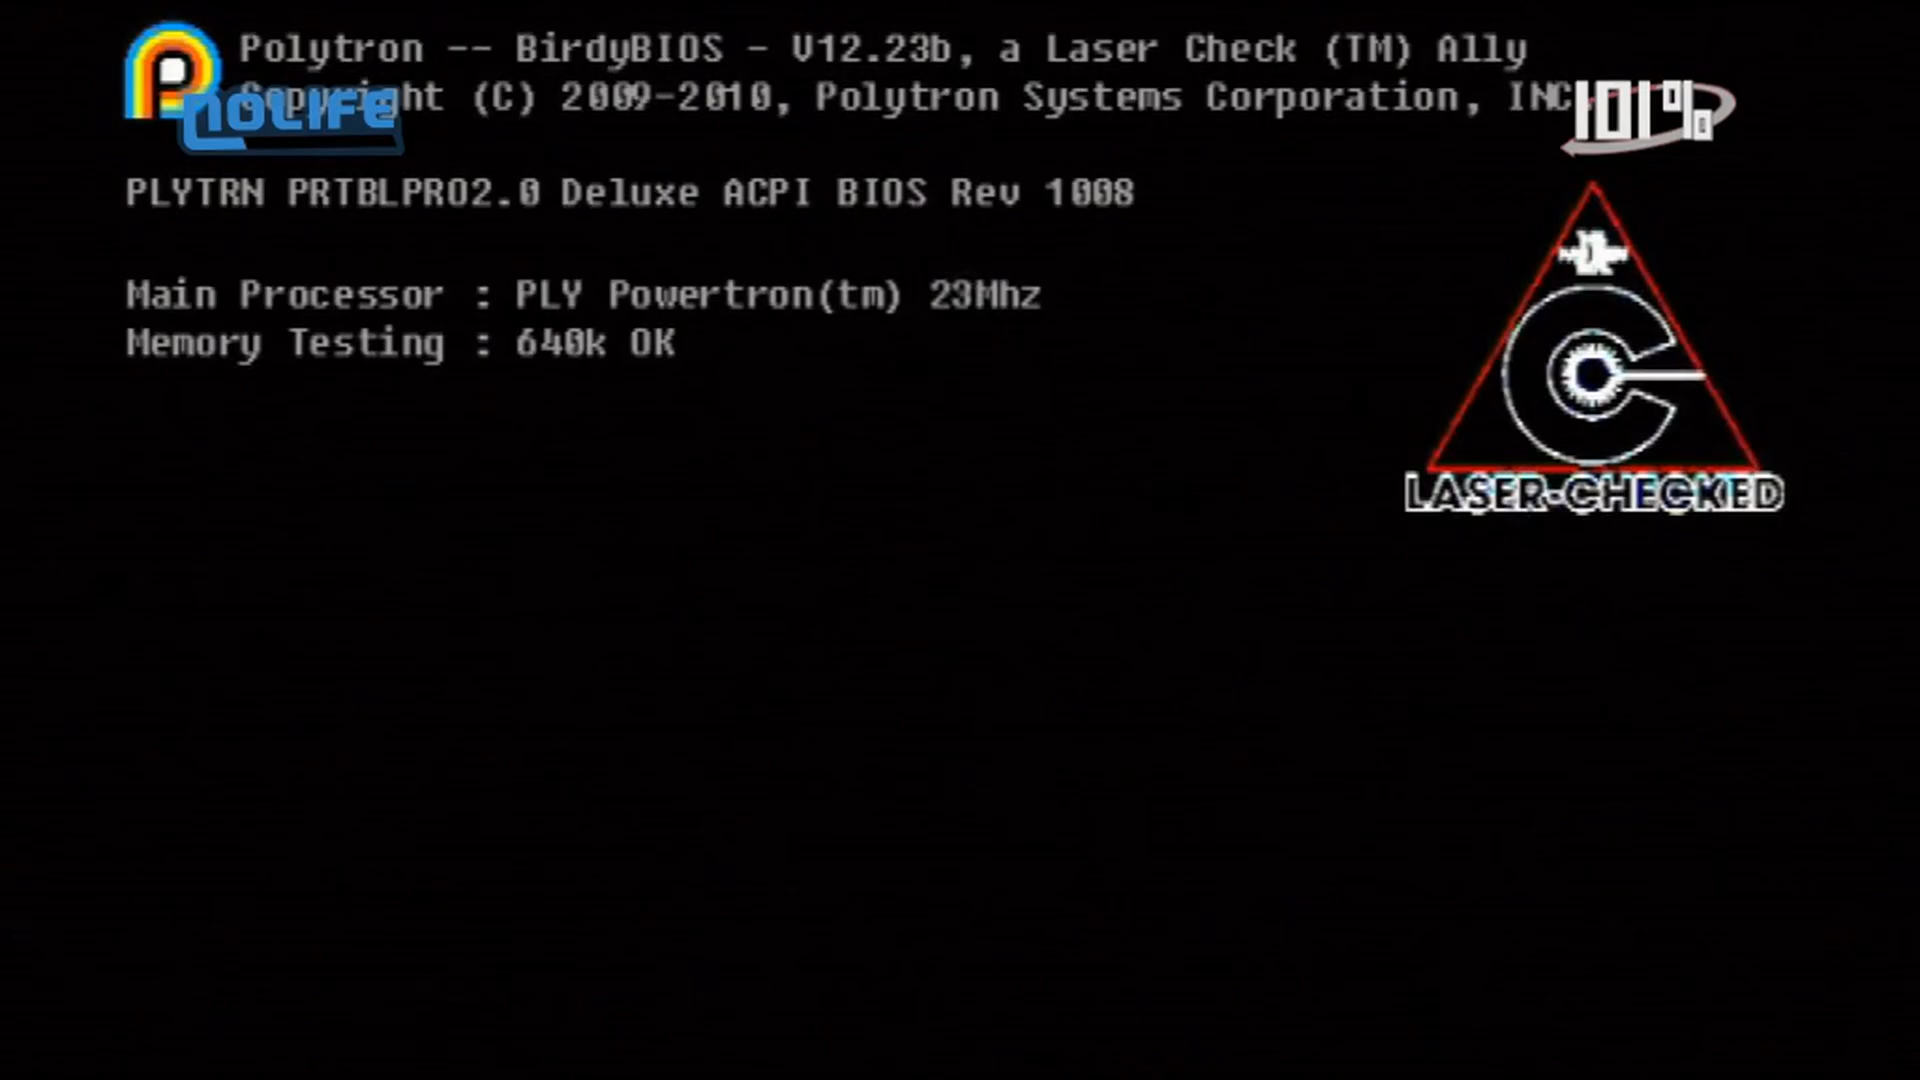 Polytron -- BirdyBIOS - V12.23b, a Laser Check (TM) Ally
Copyright (C) 2009-2010, Polytron Systems Corporation, INC
NOLIFE
101%
PLYTRN PRTBLPRO2.0 Deluxe ACPI BIOS Rev 1008
Main Processor : PLY Powertron(tm) 23Mhz
Memory Testing : 640k OK
LASER-CHECKED